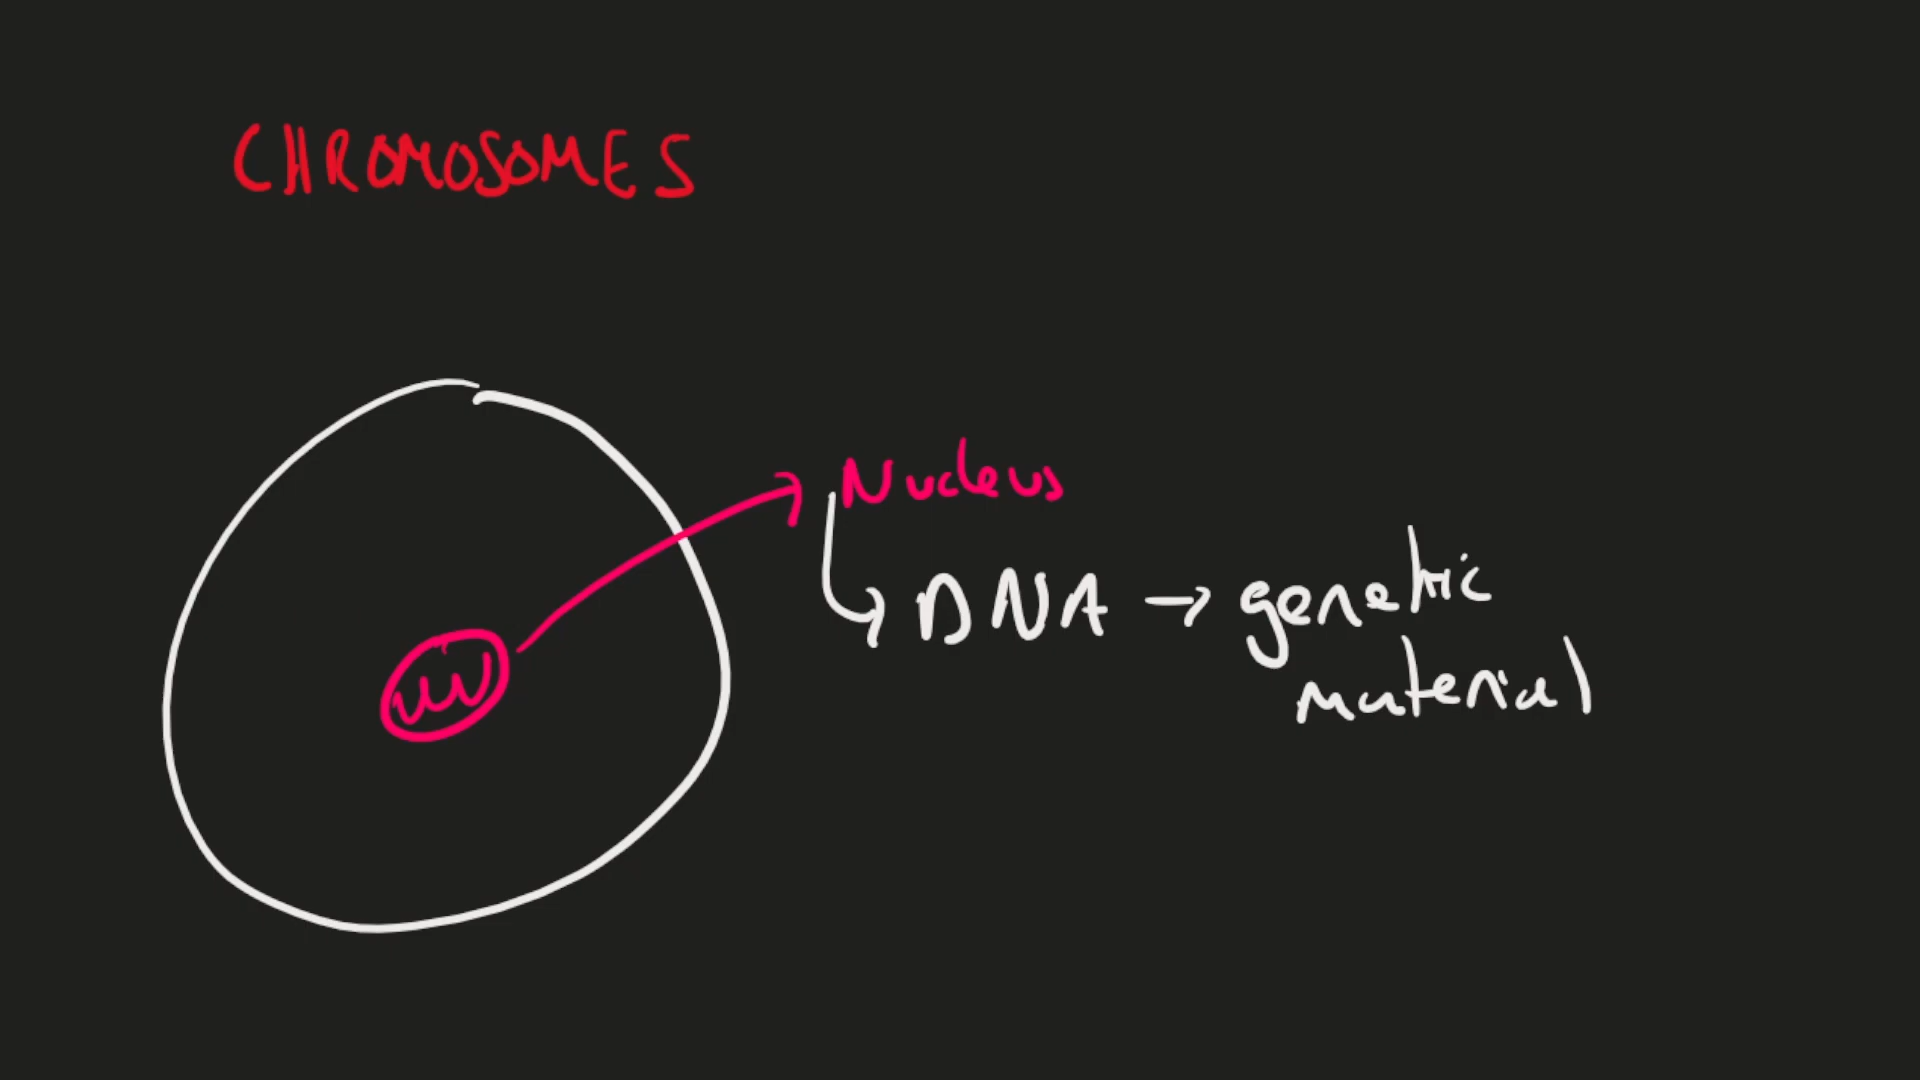 CHROMOSOMES
Nucleus
DNA → genetic
material